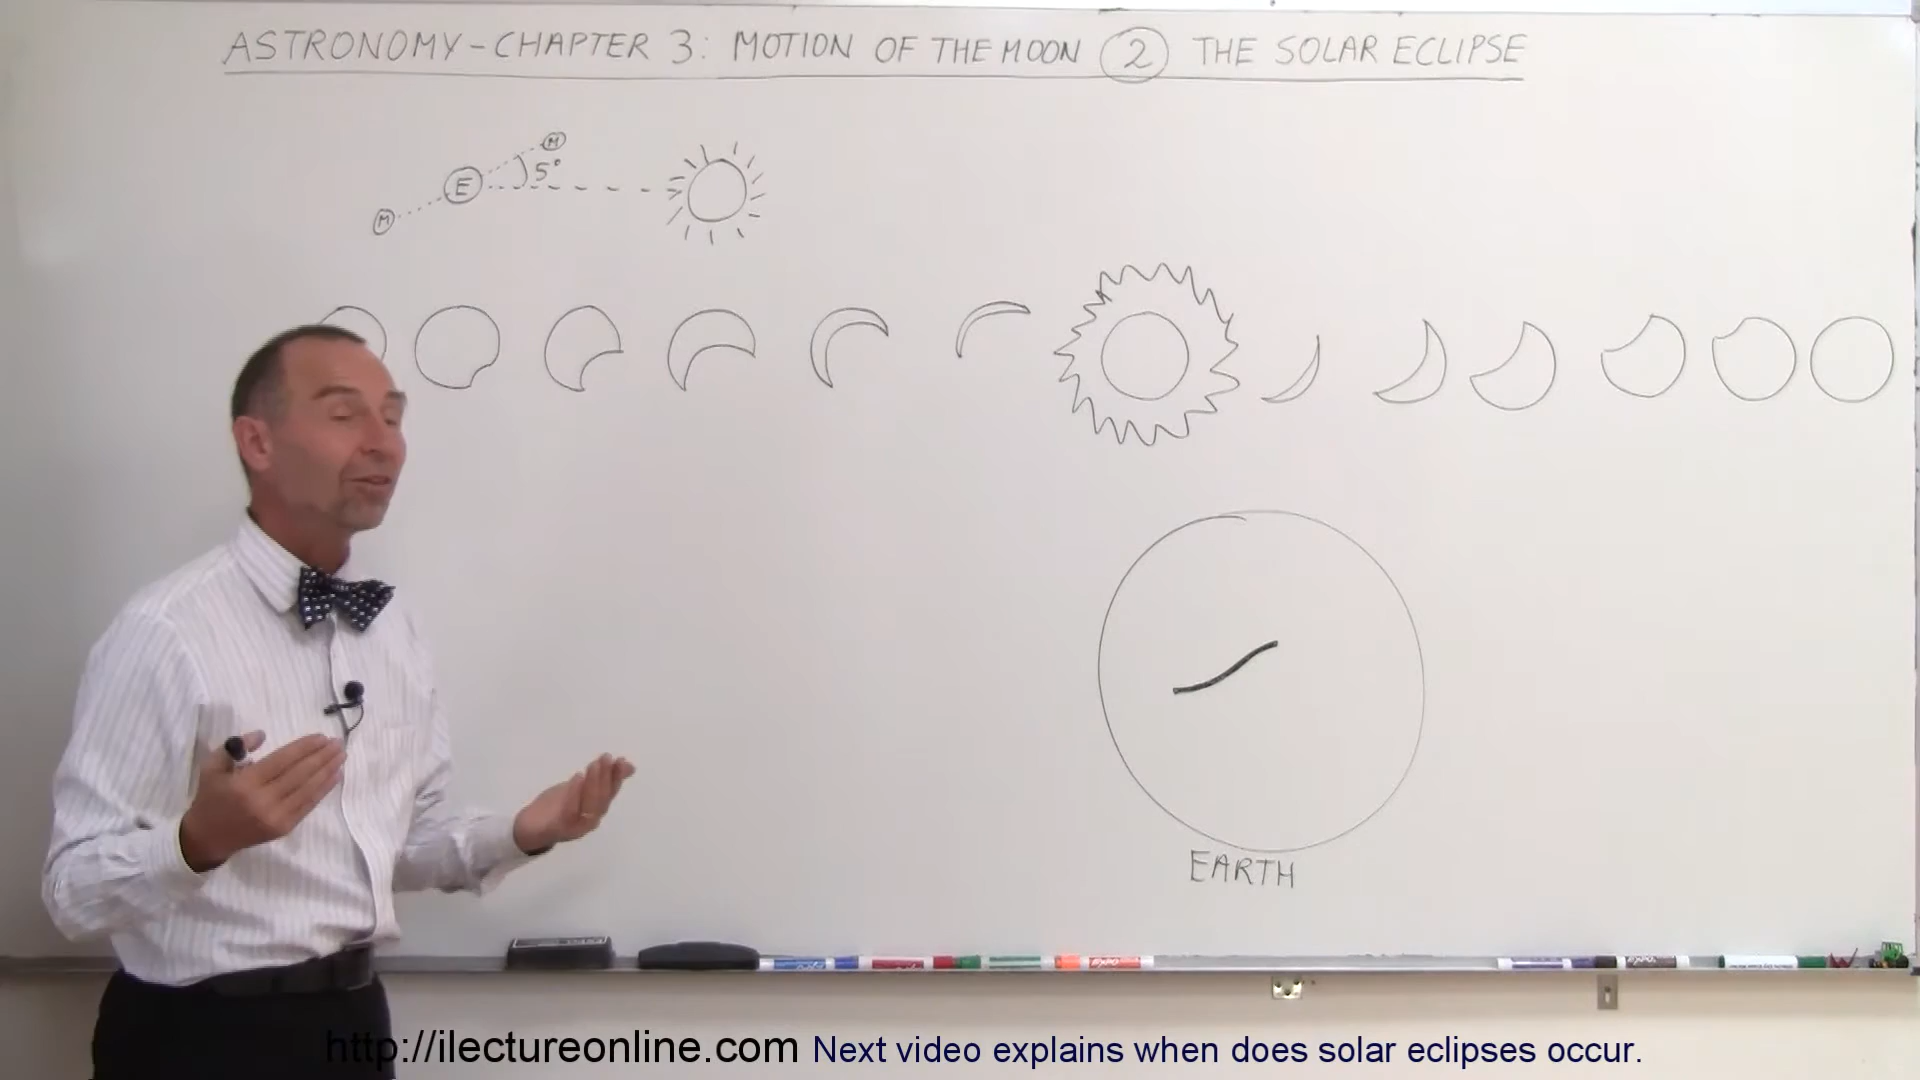 ASTRONOMY - CHAPTER 3: MOTION OF THE MOON 2 THE SOLAR ECLIPSE
M
5°
E
M
EARTH
EXPO
http://ilectureonline.com Next video explains when does solar eclipses occur.